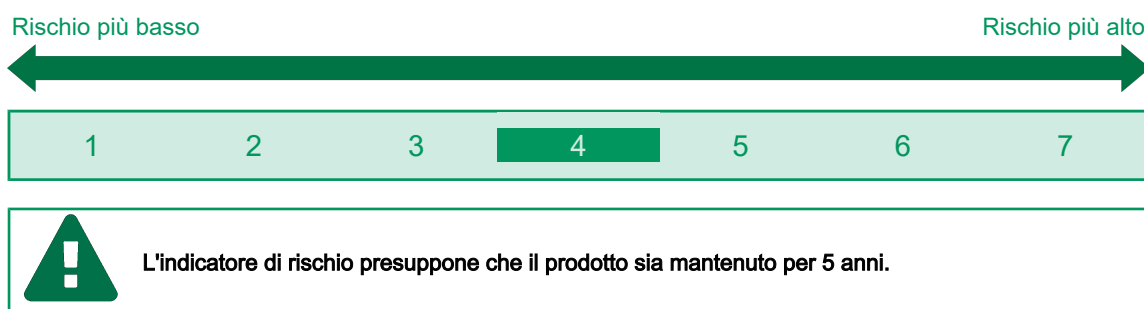 Rischio più basso Rischio più alto
1 2 3 4 5 6 7
L'indicatore di rischio presuppone che il prodotto sia mantenuto per 5 anni.